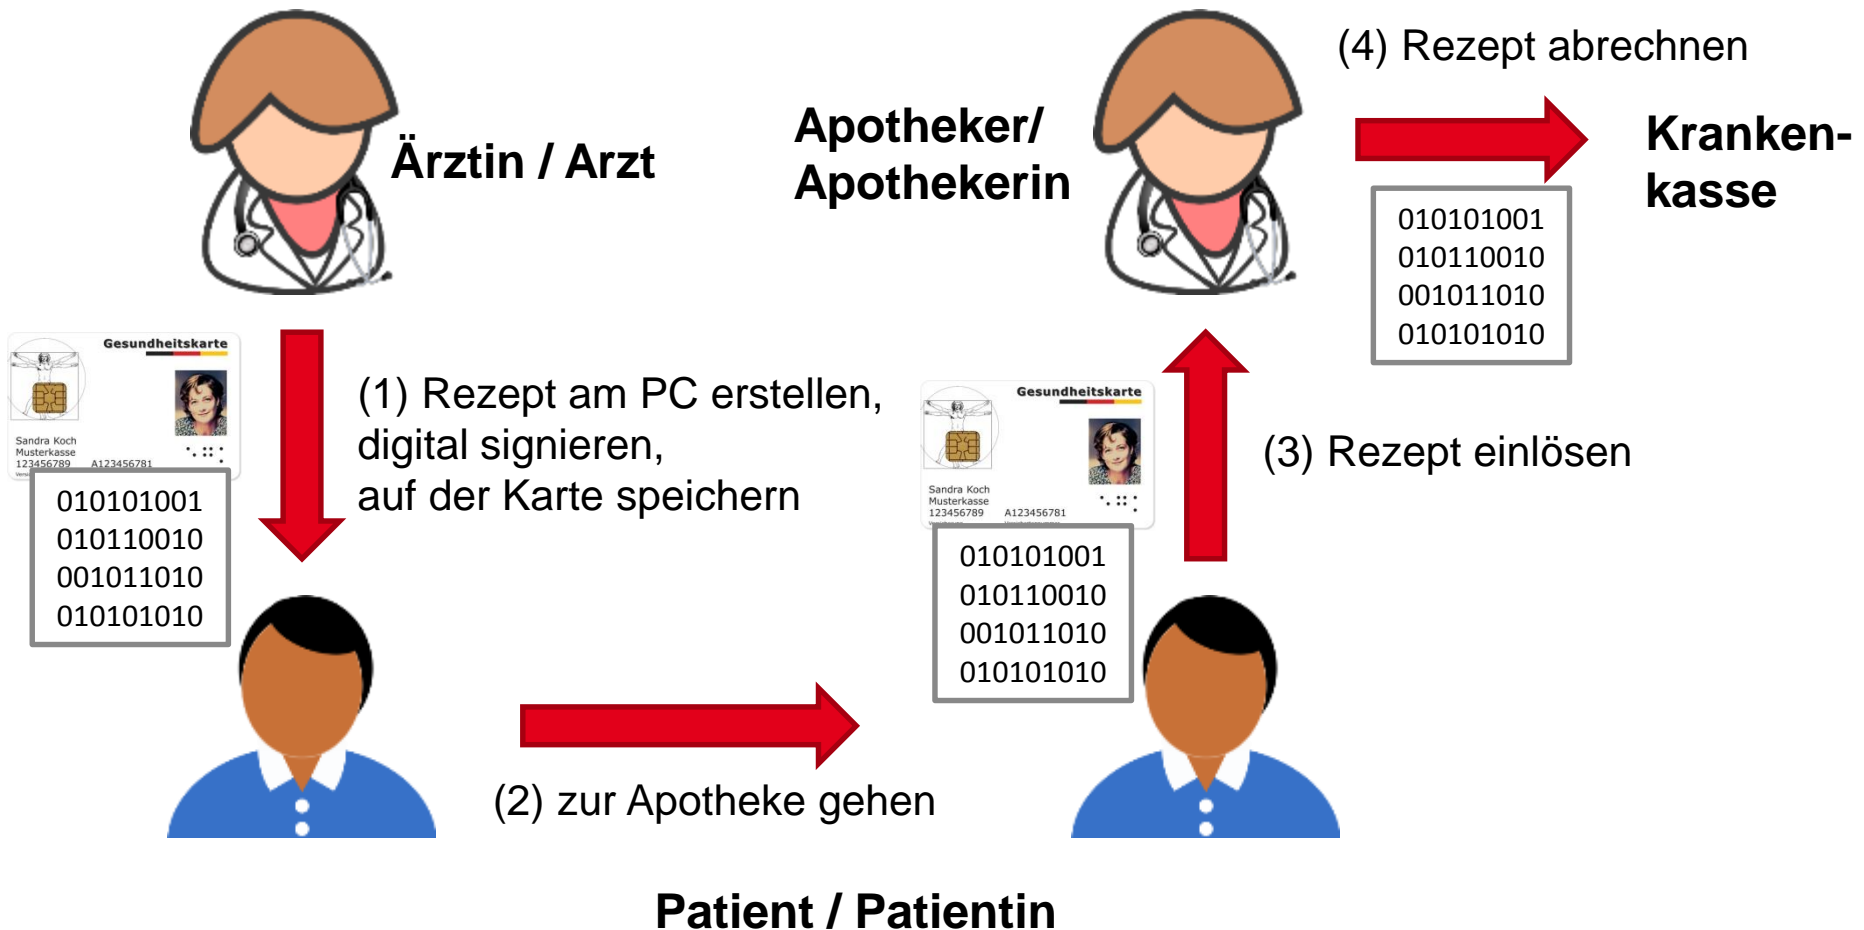 (4) Rezept abrechnen
Ärztin / Arzt
Apotheker/
Apothekerin
Kranken-
kasse
010101001
010110010
001011010
010101010
Gesundheitskarte
Sandra Koch
Musterkasse
123456789 A123456781
010101001
010110010
001011010
010101010
(1) Rezept am PC erstellen,
digital signieren,
auf der Karte speichern
Gesundheitskarte
Sandra Koch
Musterkasse
123456789 A123456781
010101001
010110010
001011010
010101010
(3) Rezept einlösen
(2) zur Apotheke gehen
Patient / Patientin